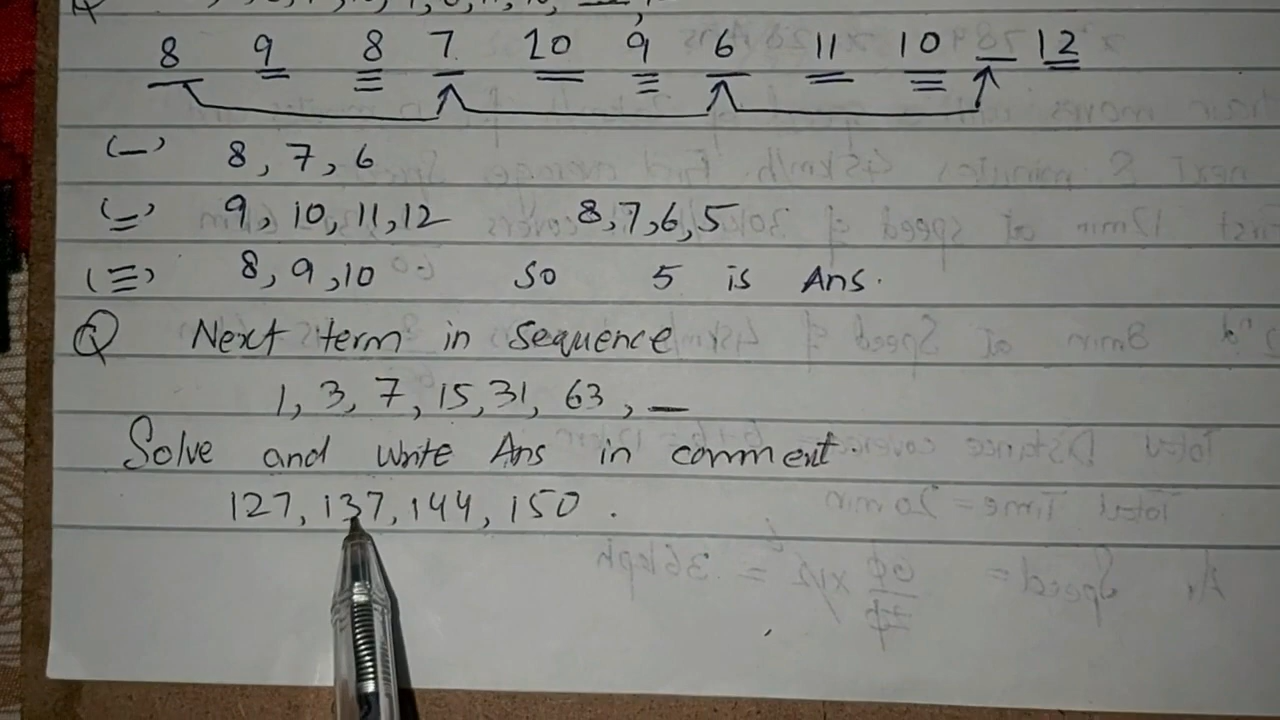 Q
8 9 8 7 10 9 6 11 10 _ 12
(−) 8, 7, 6
(=) 9, 10, 11, 12 8, 7, 6, 5
(≡) 8, 9, 10 So 5 is Ans.
Q Next term in sequence
1, 3, 7, 15, 31, 63, _
Solve and write Ans in comment.
127, 137, 144, 150.